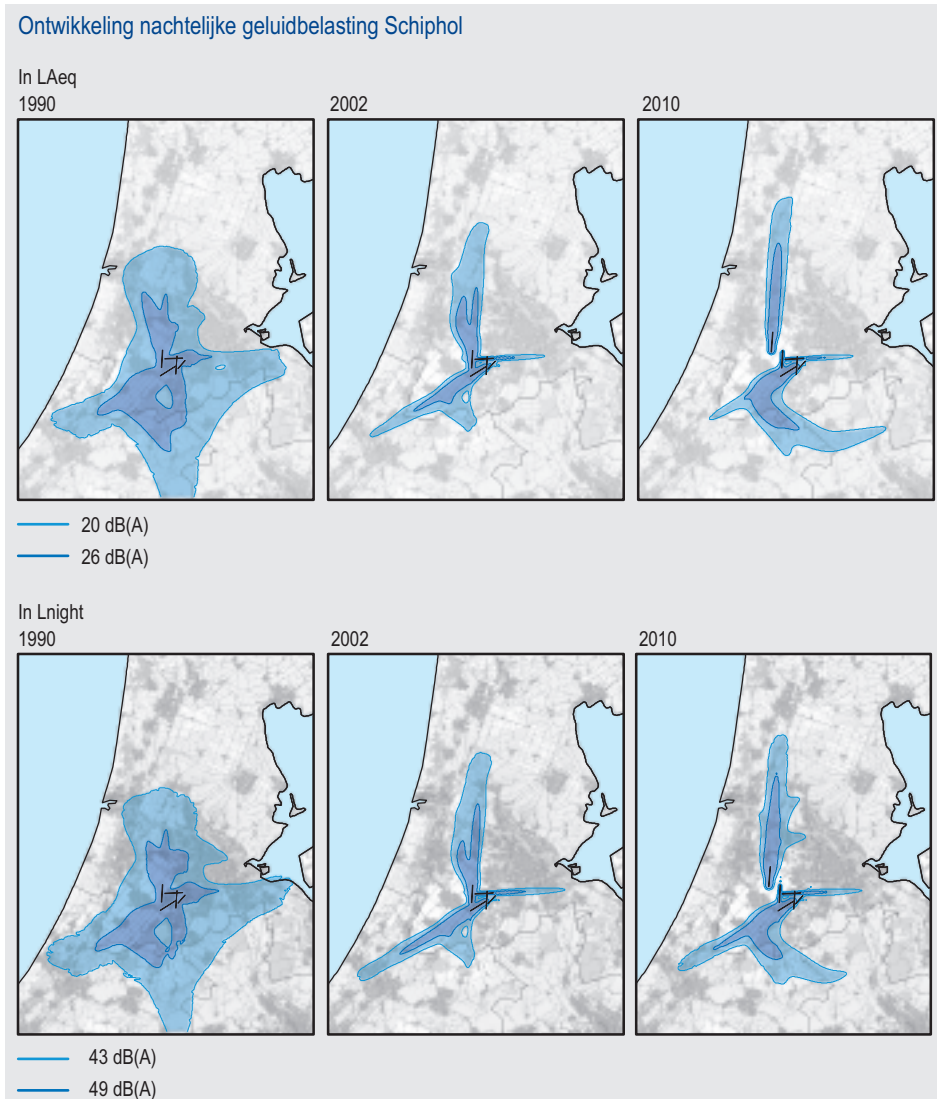 Ontwikkeling nachtelijke geluidbelasting Schiphol
In LAeq
1990
2002
2010
20 dB(A)
26 dB(A)
In Lnight
1990
2002
2010
43 dB(A)
49 dB(A)